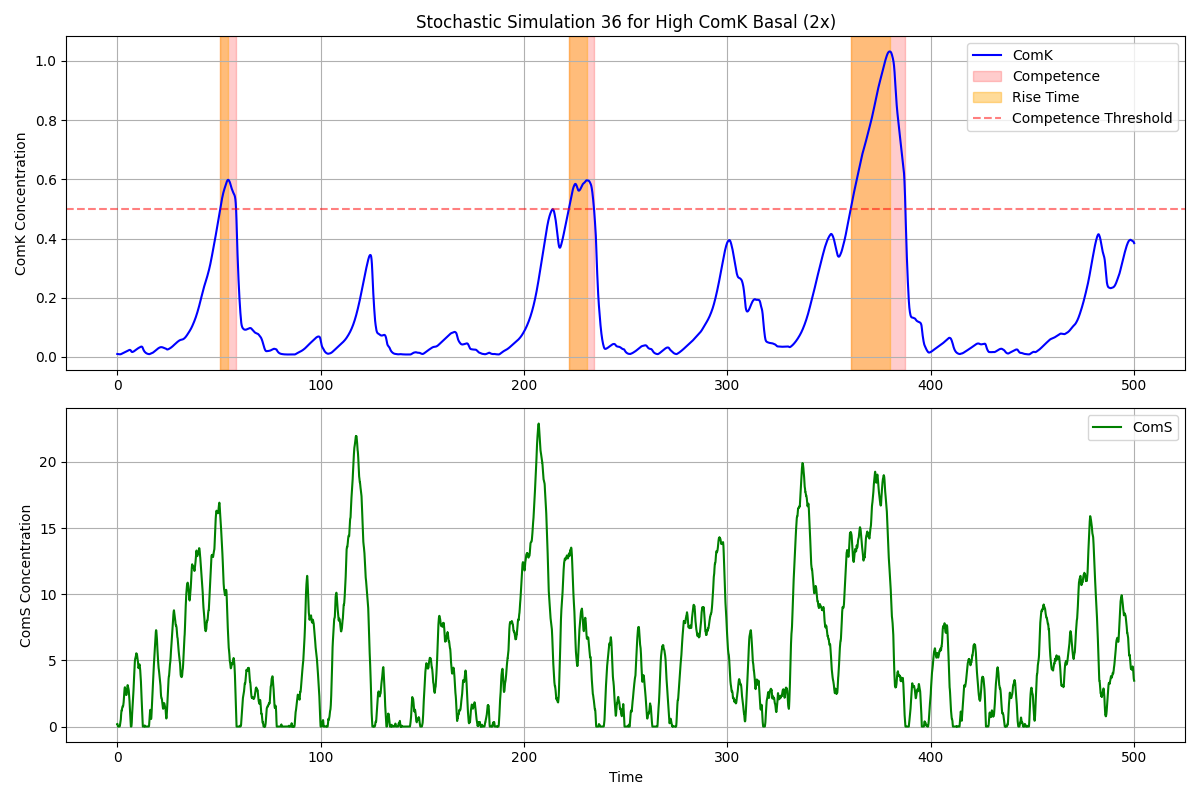 Stochastic Simulation 36 for High ComK Basal (2x)
ComK Concentration
1.0
0.8
0.6
0.4
0.2
0.0
ComK
Competence
Rise Time
Competence Threshold
0 100 200 300 400 500
ComS Concentration
20
15
10
5
0
ComS
0 100 200 300 400 500
Time